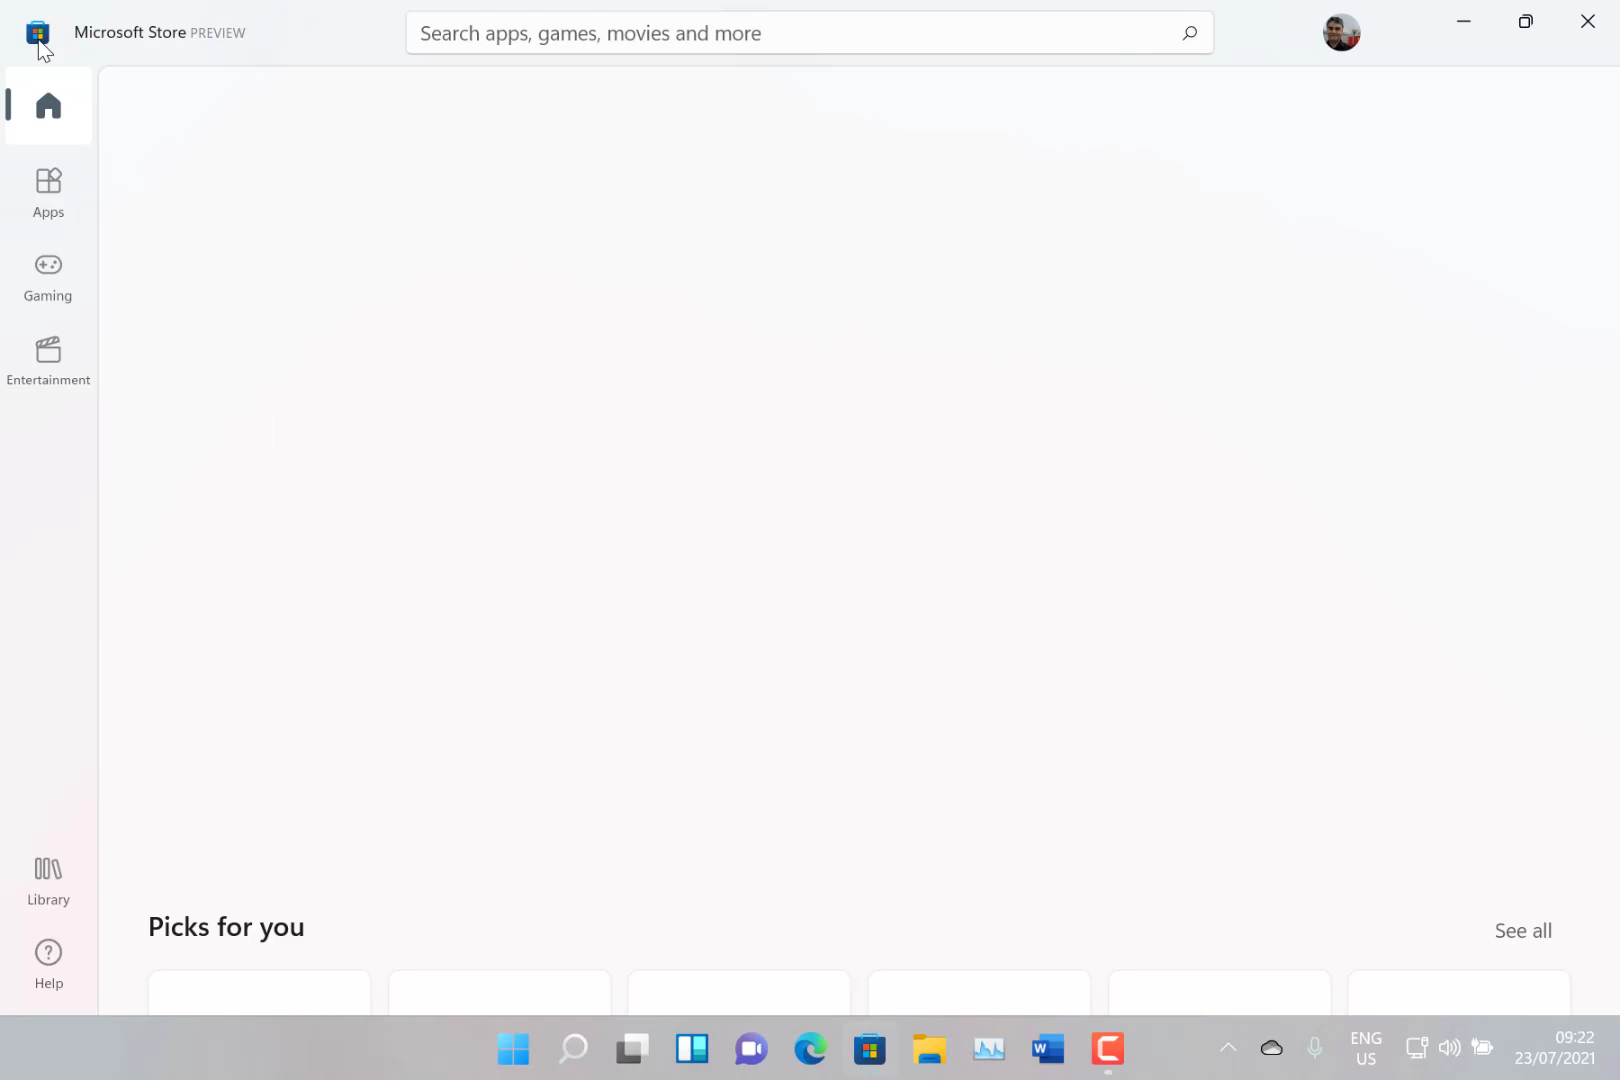 Microsoft Store PREVIEW
Search apps, games, movies and more
Apps
Gaming
Entertainment
Library
Help
Picks for you
See all
ENG
US
09:22
23/07/2021